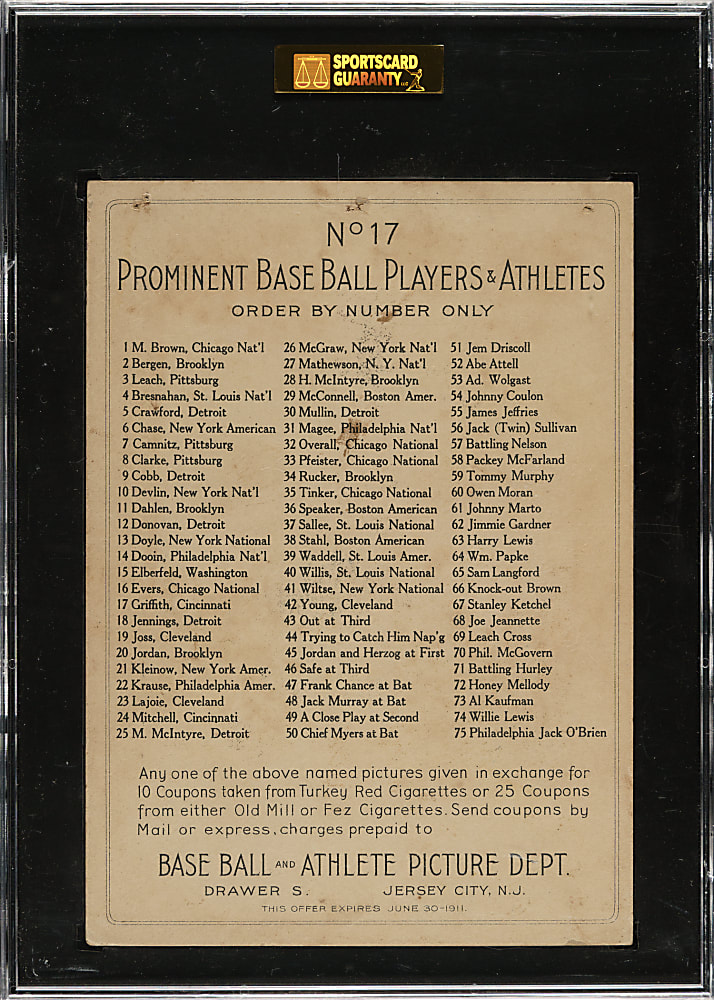 SPORTSCARD
GUARANTY LLC
Nº 17
PROMINENT BASE BALL PLAYERS & ATHLETES
ORDER BY NUMBER ONLY
1 M. Brown, Chicago Nat'l
2 Bergen, Brooklyn
3 Leach, Pittsburg
4 Bresnahan, St. Louis Nat'l
5 Crawford, Detroit
6 Chase, New York American
7 Camnitz, Pittsburg
8 Clarke, Pittsburg
9 Cobb, Detroit
10 Devlin, New York Nat'l
11 Dahlen, Brooklyn
12 Donovan, Detroit
13 Doyle, New York National
14 Dooin, Philadelphia Nat'l
15 Elberfeld, Washington
16 Evers, Chicago National
17 Griffith, Cincinnati
18 Jennings, Detroit
19 Joss, Cleveland
20 Jordan, Brooklyn
21 Kleinow, New York Amer.
22 Krause, Philadelphia Amer.
23 Lajoie, Cleveland
24 Mitchell, Cincinnati
25 M. McIntyre, Detroit
26 McGraw, New York Nat'l
27 Mathewson, N. Y. Nat'l
28 H. McIntyre, Brooklyn
29 McConnell, Boston Amer.
30 Mullin, Detroit
31 Magee, Philadelphia Nat'l
32 Overall, Chicago National
33 Pfeister, Chicago National
34 Rucker, Brooklyn
35 Tinker, Chicago National
36 Speaker, Boston American
37 Sallee, St. Louis National
38 Stahl, Boston American
39 Waddell, St. Louis Amer.
40 Willis, St. Louis National
41 Wiltse, New York National
42 Young, Cleveland
43 Out at Third
44 Trying to Catch Him Nap'g
45 Jordan and Herzog at First
46 Safe at Third
47 Frank Chance at Bat
48 Jack Murray at Bat
49 A Close Play at Second
50 Chief Myers at Bat
51 Jem Driscoll
52 Abe Attell
53 Ad. Wolgast
54 Johnny Coulon
55 James Jeffries
56 Jack (Twin) Sullivan
57 Battling Nelson
58 Packey McFarland
59 Tommy Murphy
60 Owen Moran
61 Johnny Marto
62 Jimmie Gardner
63 Harry Lewis
64 Wm. Papke
65 Sam Langford
66 Knock-out Brown
67 Stanley Ketchel
68 Joe Jeannette
69 Leach Cross
70 Phil. McGovern
71 Battling Hurley
72 Honey Mellody
73 Al Kaufman
74 Willie Lewis
75 Philadelphia Jack O'Brien
Any one of the above named pictures given in exchange for
10 Coupons taken from Turkey Red Cigarettes or 25 Coupons
from either Old Mill or Fez Cigarettes. Send coupons by
Mail or express, charges prepaid to
BASE BALL AND ATHLETE PICTURE DEPT.
DRAWER S. JERSEY CITY, N.J.
THIS OFFER EXPIRES JUNE 30-1911.